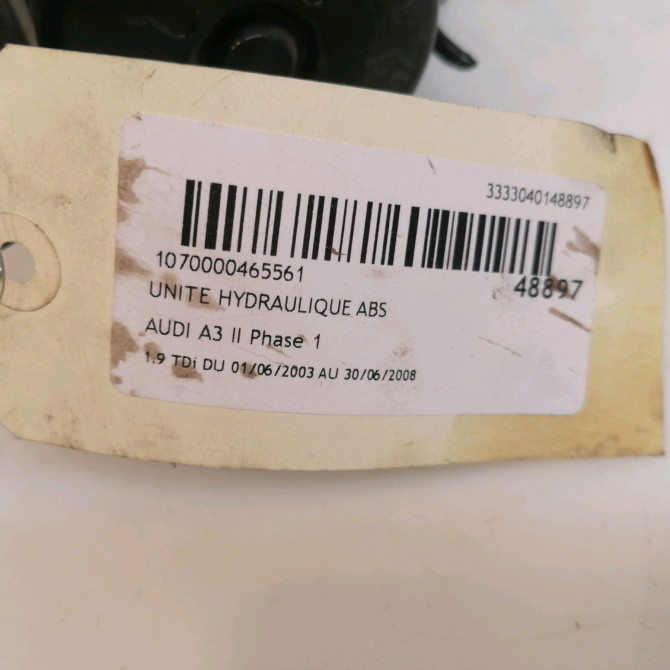 3333040148897
1070000465561
48897
UNITE HYDRAULIQUE ABS
AUDI A3 II Phase 1
1.9 TDi DU 01/06/2003 AU 30/06/2008